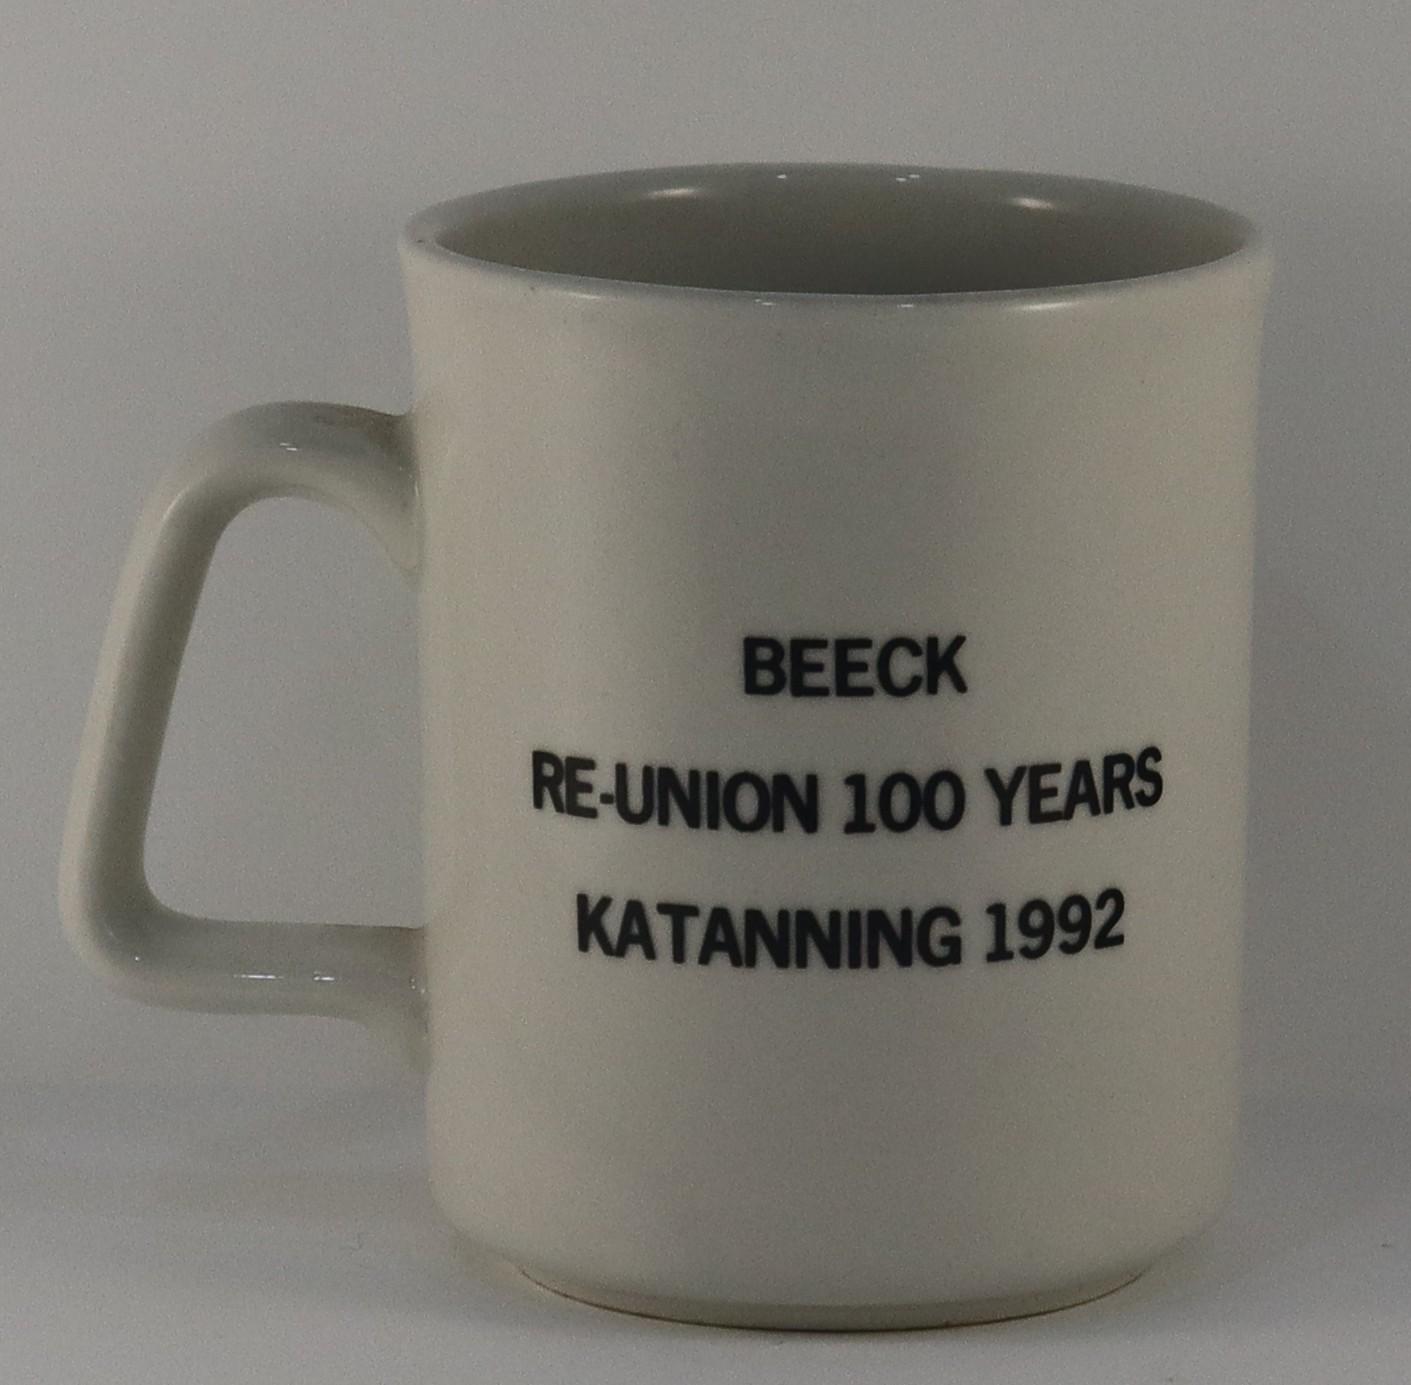 BEECK
RE-UNION 100 YEARS
KATANNING 1992